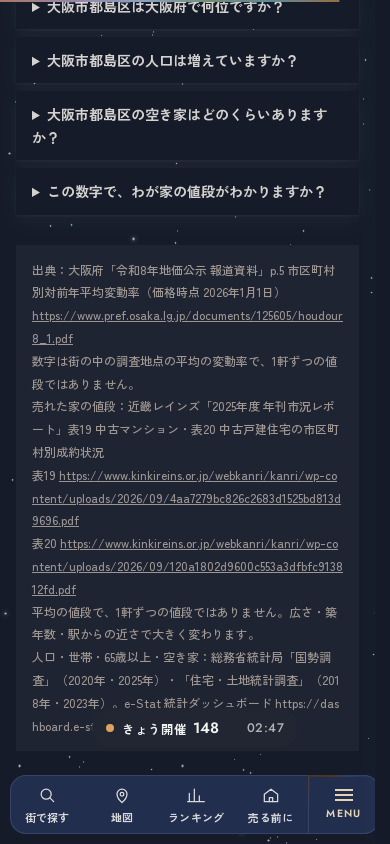 ▶ 大阪市都島区は大阪府で何位ですか？
▶ 大阪市都島区の人口は増えていますか？
▶ 大阪市都島区の空き家はどのくらいあります
か？
▶ この数字で、わが家の値段がわかりますか？
出典：大阪府「令和8年地価公示 報道資料」p.5 市区町村
別対前年平均変動率（価格時点 2026年1月1日）
https://www.pref.osaka.lg.jp/documents/125605/houdour
8_1.pdf
数字は街の中の調査地点の平均の変動率で、1軒ずつの値
段ではありません。
売れた家の値段：近畿レインズ「2025年度 年刊市況レポ
ート」表19 中古マンション・表20 中古戸建住宅の市区町
村別成約状況
表19 https://www.kinkireins.or.jp/webkanri/kanri/wp-co
ntent/uploads/2026/09/4aa7279bc826c2683d1525bd813d
9696.pdf
表20 https://www.kinkireins.or.jp/webkanri/kanri/wp-co
ntent/uploads/2026/09/120a1802d9600c553a3dfbfc9138
12fd.pdf
平均の値段で、1軒ずつの値段ではありません。広さ・築
年数・駅からの近さで大きく変わります。
人口・世帯・65歳以上・空き家：総務省統計局「国勢調
査」（2020年・2025年）・「住宅・土地統計調査」（201
8年・2023年）。e-Stat 統計ダッシュボード https://das
hboard.e-st
きょう開催 148 02:47
街で探す 地図 ランキング 売る前に MENU